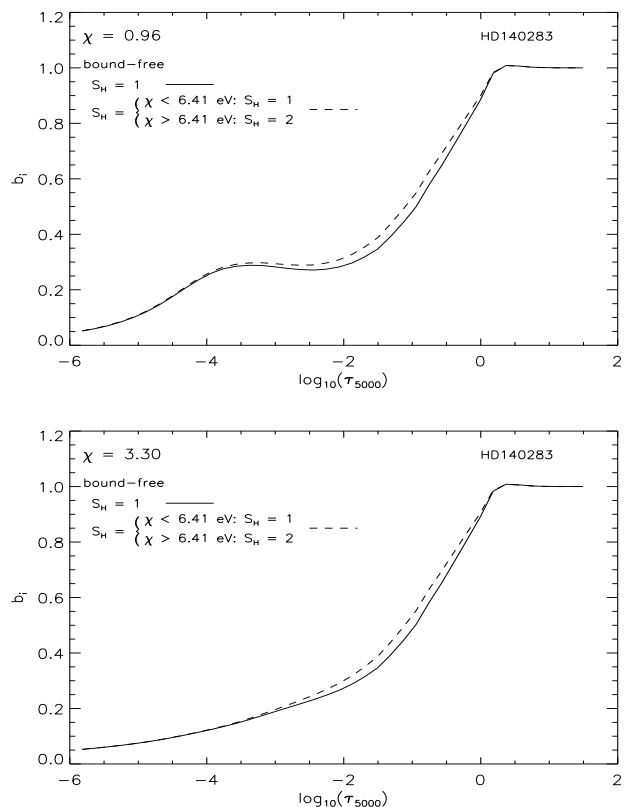 1.2
1.0
0.8
0.6
0.4
0.2
0.0
b_i
χ = 0.96
HD140283
bound-free
S_H = 1
S_H = { χ < 6.41 eV: S_H = 1
{ χ > 6.41 eV: S_H = 2
-6 -4 -2 0 2
log₁₀(τ₅₀₀₀)
1.2
1.0
0.8
0.6
0.4
0.2
0.0
b_i
χ = 3.30
HD140283
bound-free
S_H = 1
S_H = { χ < 6.41 eV: S_H = 1
{ χ > 6.41 eV: S_H = 2
-6 -4 -2 0 2
log₁₀(τ₅₀₀₀)